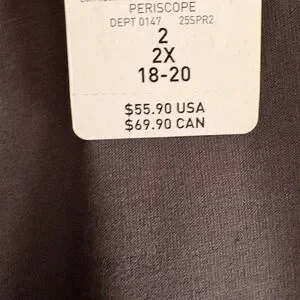 PERISCOPE
DEPT 0147 25SPR2
2
2X
18-20
$55.90 USA
$69.90 CAN